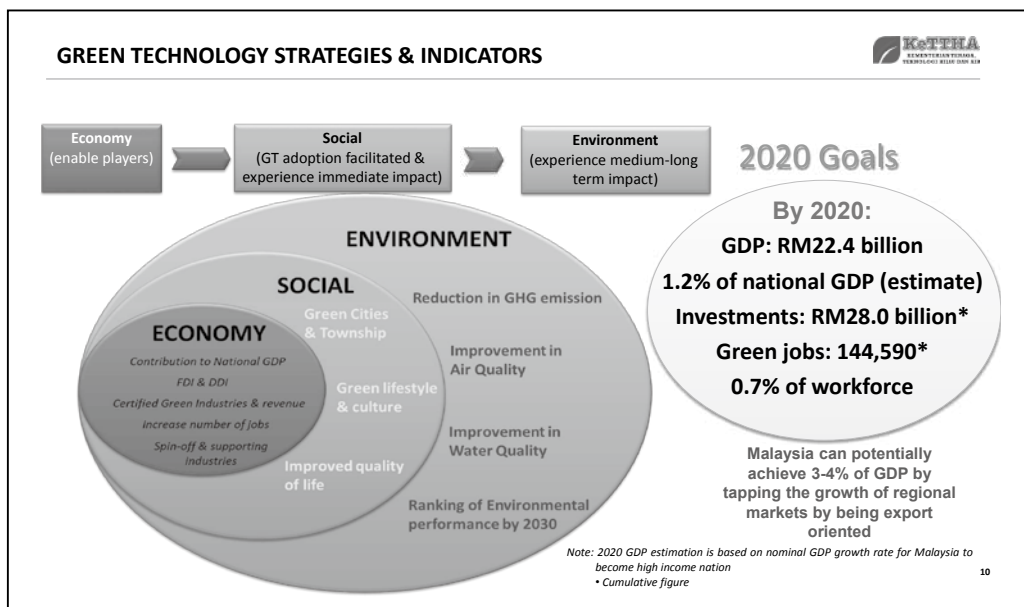 GREEN TECHNOLOGY STRATEGIES & INDICATORS
KeTTHA
KEMENTERIAN TENAGA,
TEKNOLOGI HIJAU DAN AIR
Economy
(enable players)
Social
(GT adoption facilitated &
experience immediate impact)
Environment
(experience medium-long
term impact)
ENVIRONMENT
Reduction in GHG emission
Improvement in
Air Quality
Improvement in
Water Quality
Ranking of Environmental
performance by 2030
SOCIAL
Green Cities
& Township
Green lifestyle
& culture
Improved quality
of life
ECONOMY
Contribution to National GDP
FDI & DDI
Certified Green Industries & revenue
Increase number of jobs
Spin-off & supporting
Industries
2020 Goals
By 2020:
GDP: RM22.4 billion
1.2% of national GDP (estimate)
Investments: RM28.0 billion*
Green jobs: 144,590*
0.7% of workforce
Malaysia can potentially
achieve 3-4% of GDP by
tapping the growth of regional
markets by being export
oriented
Note: 2020 GDP estimation is based on nominal GDP growth rate for Malaysia to
become high income nation
• Cumulative figure
10